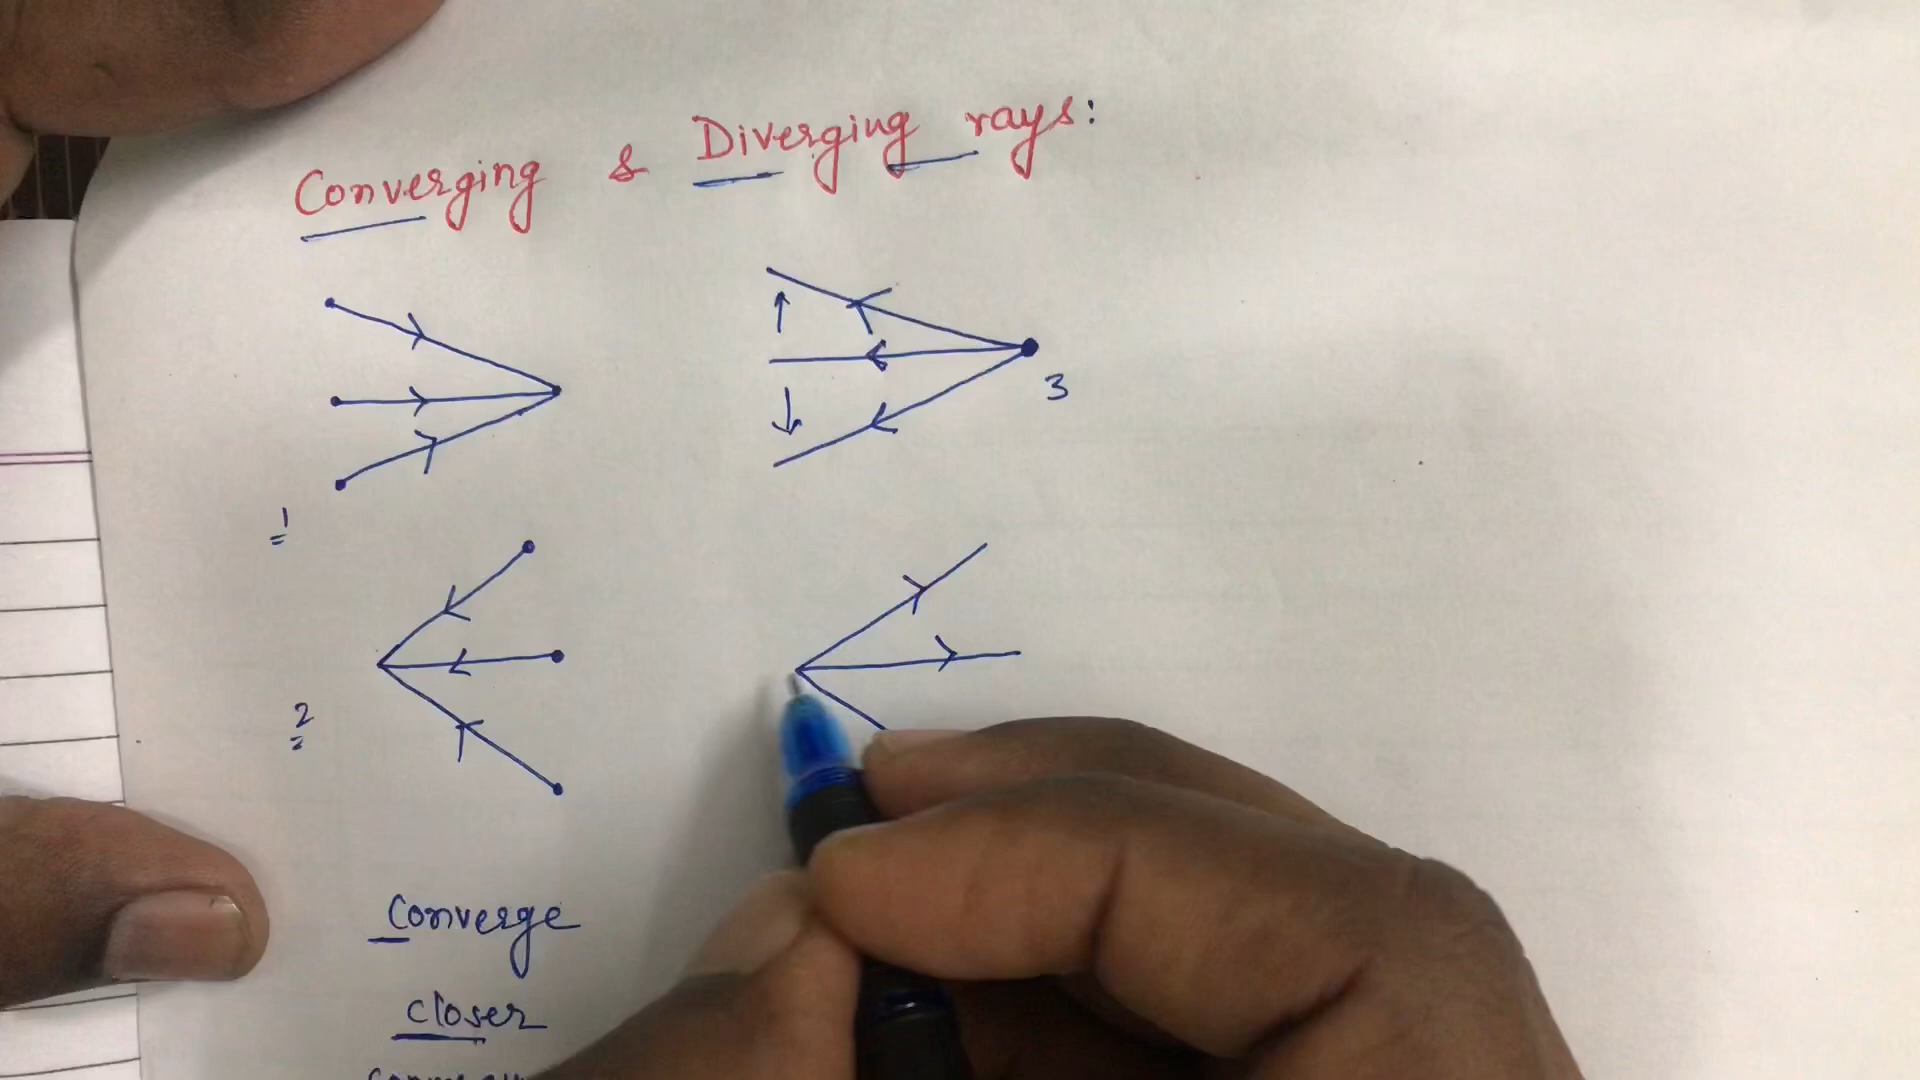 Converging & Diverging rays:
3
1
2
Converge
closer